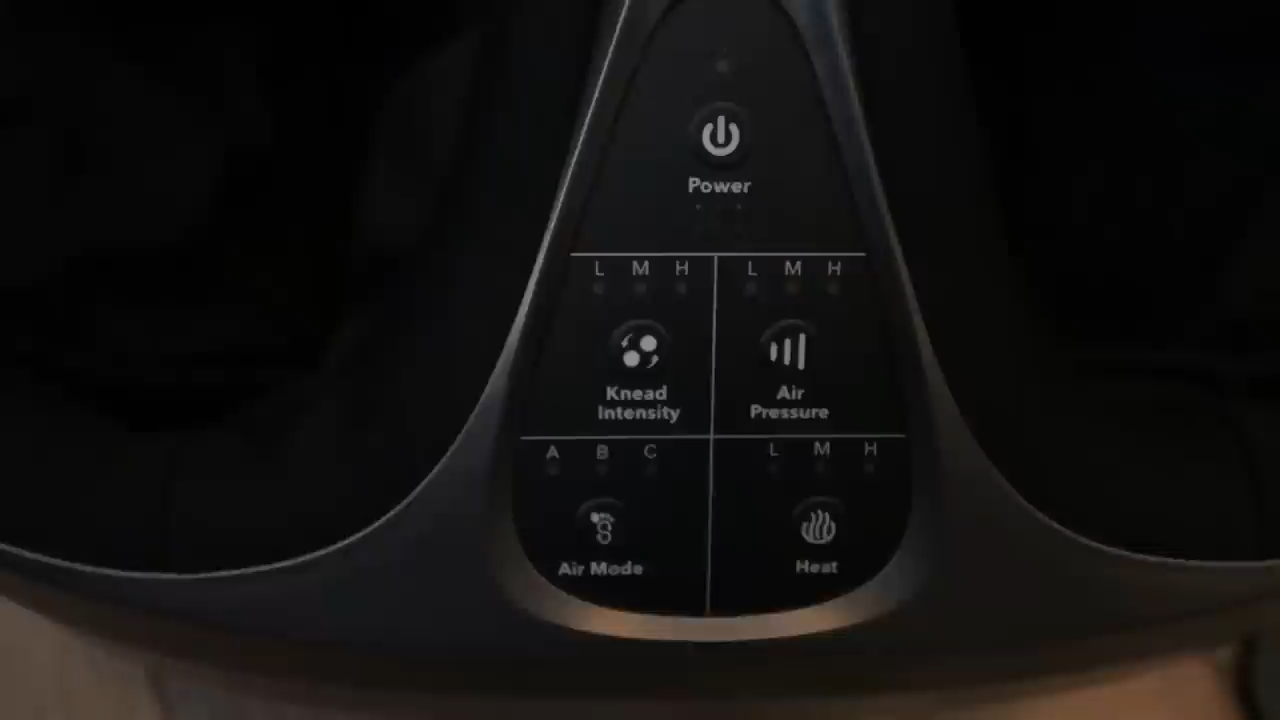 Power
L M H
L M H
Knead
Intensity
Air
Pressure
A B C
L M H
Air Mode
Heat